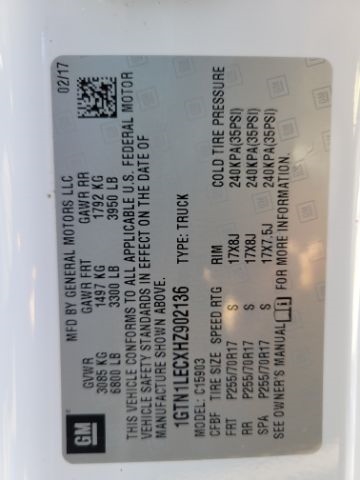 GM
MFD BY GENERAL MOTORS LLC
02/17
GVWR GAWR FRT GAWR RR
3085 KG 1497 KG 1792 KG
6800 LB 3300 LB 3950 LB
THIS VEHICLE CONFORMS TO ALL APPLICABLE U.S. FEDERAL MOTOR
VEHICLE SAFETY STANDARDS IN EFFECT ON THE DATE OF
MANUFACTURE SHOWN ABOVE.
1GTN1LECXHZ902136 TYPE: TRUCK
MODEL: C15903
CFBF TIRE SIZE SPEED RTG RIM COLD TIRE PRESSURE
FRT P255/70R17 S 17X8J 240KPA(35PSI)
RR P255/70R17 S 17X8J 240KPA(35PSI)
SPA P255/70R17 S 17X7.5J 240KPA(35PSI)
SEE OWNER'S MANUAL FOR MORE INFORMATION.